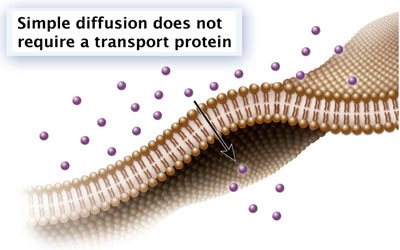 Simple diffusion does not
require a transport protein